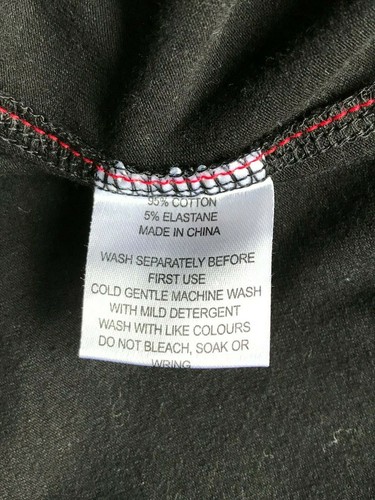 95% COTTON
5% ELASTANE
MADE IN CHINA
WASH SEPARATELY BEFORE
FIRST USE
COLD GENTLE MACHINE WASH
WITH MILD DETERGENT
WASH WITH LIKE COLOURS
DO NOT BLEACH, SOAK OR
WRING